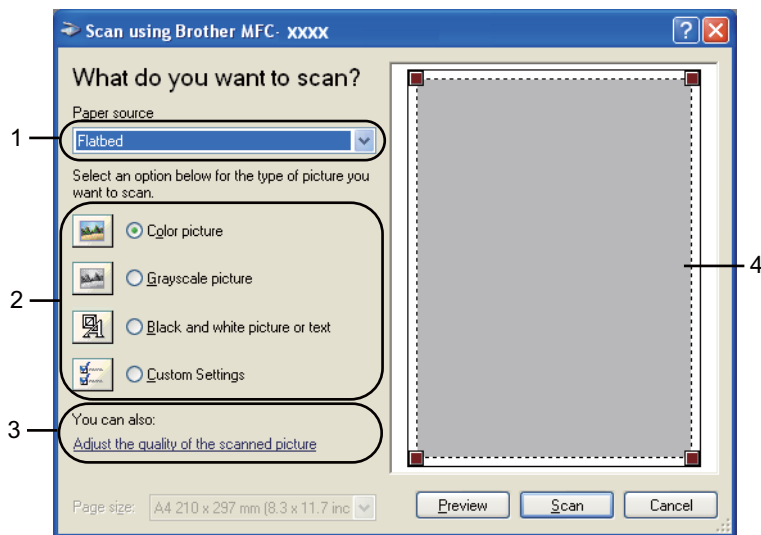 Scan using Brother MFC- XXXX
What do you want to scan?
Paper source
1
Flatbed
Select an option below for the type of picture you
want to scan.
Color picture
Grayscale picture
2
Black and white picture or text
Custom Settings
3
You can also:
Adjust the quality of the scanned picture
4
Page size: A4 210 x 297 mm (8.3 x 11.7 inc
Preview
Scan
Cancel